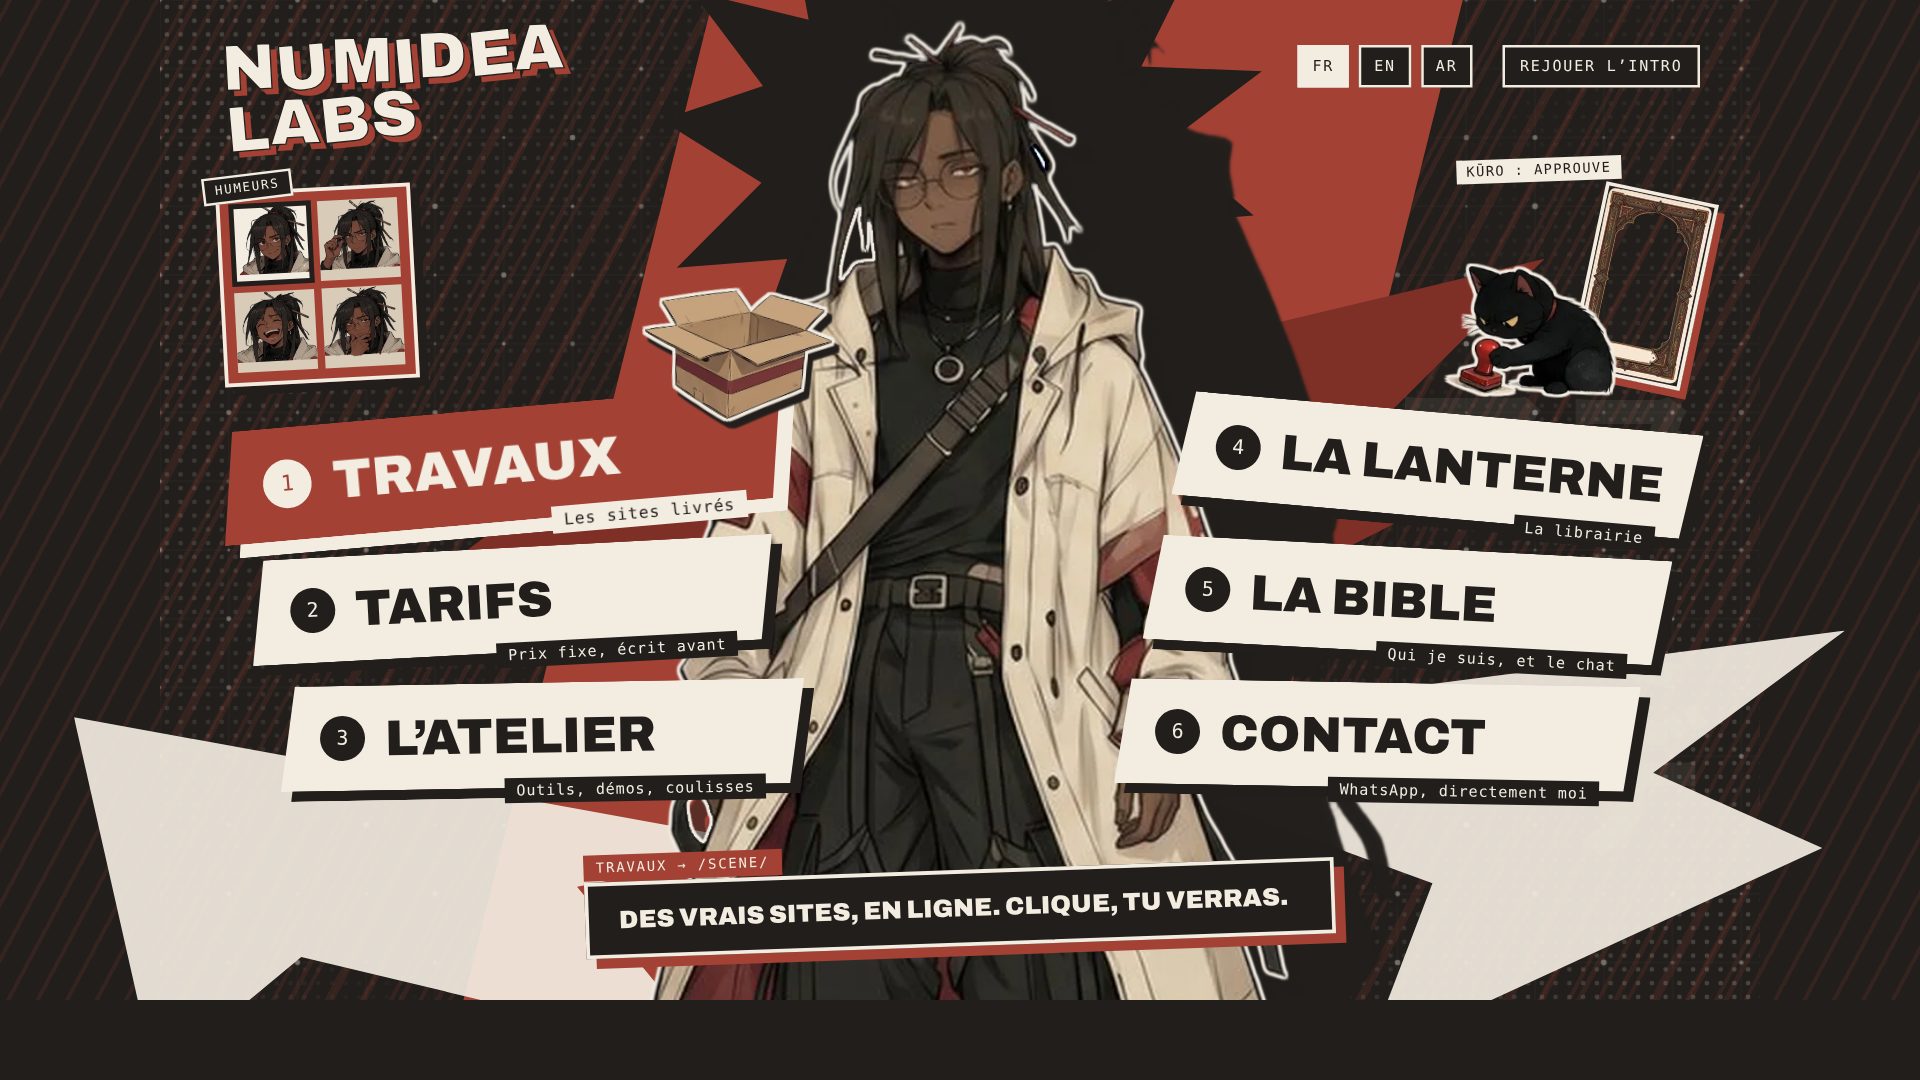 NUMIDEA
LABS
FR
EN
AR
REJOUER L’INTRO
HUMEURS
KŪRO : APPROUVE
1 TRAVAUX
Les sites livrés
2 TARIFS
Prix fixe, écrit avant
3 L’ATELIER
Outils, démos, coulisses
4 LA LANTERNE
La librairie
5 LA BIBLE
Qui je suis, et le chat
6 CONTACT
WhatsApp, directement moi
TRAVAUX → /SCENE/
DES VRAIS SITES, EN LIGNE. CLIQUE, TU VERRAS.